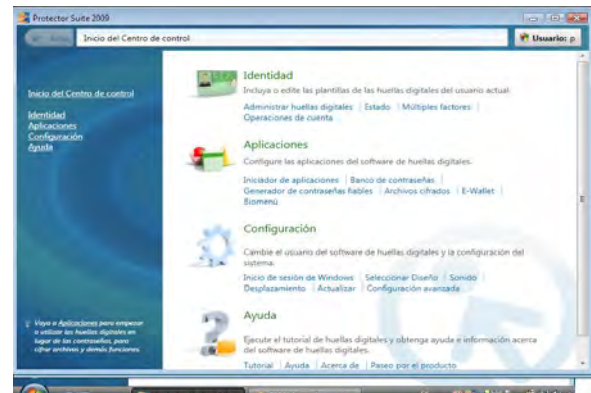 Protector Suite 2009
Inicio del Centro de control
Usuario: p
Inicio del Centro de control
Identidad
Aplicaciones
Configuración
Ayuda
Vaya a Aplicaciones para empezar
a utilizar las huellas digitales en
lugar de las contraseñas, para
cifrar archivos y demás funciones.
Identidad
Incluya o edite las plantillas de las huellas digitales del usuario actual.
Administrar huellas digitales | Estado | Múltiples factores |
Operaciones de cuenta
Aplicaciones
Configure las aplicaciones del software de huellas digitales.
Iniciador de aplicaciones | Banco de contraseñas |
Generador de contraseñas fiables | Archivos cifrados | E-Wallet |
Biomenú
Configuración
Cambie el usuario del software de huellas digitales y la configuración del
sistema.
Inicio de sesión de Windows | Seleccionar Diseño | Sonido |
Desplazamiento | Actualizar | Configuración avanzada
Ayuda
Ejecute el tutorial de huellas digitales y obtenga ayuda e información acerca
del software de huellas digitales.
Tutorial | Ayuda | Acerca de | Paseo por el producto